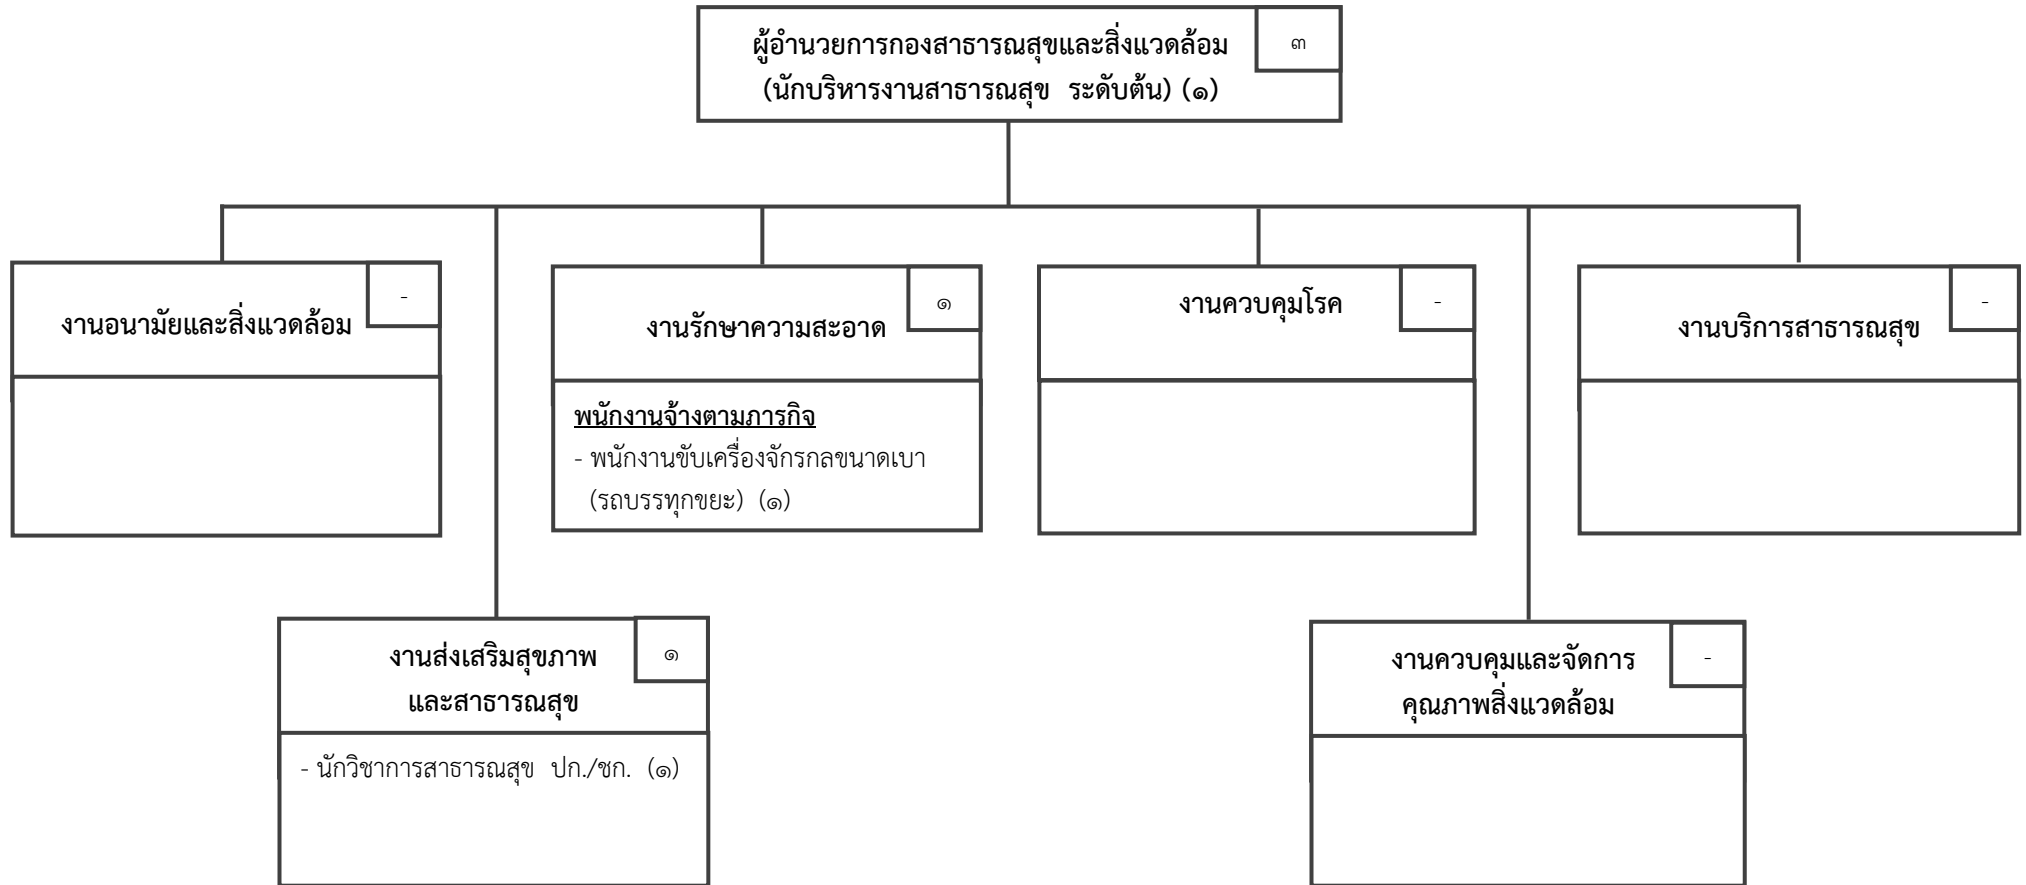 ผู้อำนวยการกองสาธารณสุขและสิ่งแวดล้อม
(นักบริหารงานสาธารณสุข ระดับต้น) (๑)
๓
งานอนามัยและสิ่งแวดล้อม
-
งานรักษาความสะอาด
๑
พนักงานจ้างตามภารกิจ
- พนักงานขับเครื่องจักรกลขนาดเบา
(รถบรรทุกขยะ) (๑)
งานควบคุมโรค
-
งานบริการสาธารณสุข
-
งานส่งเสริมสุขภาพ
และสาธารณสุข
๑
- นักวิชาการสาธารณสุข ปก./ชก. (๑)
งานควบคุมและจัดการ
คุณภาพสิ่งแวดล้อม
-